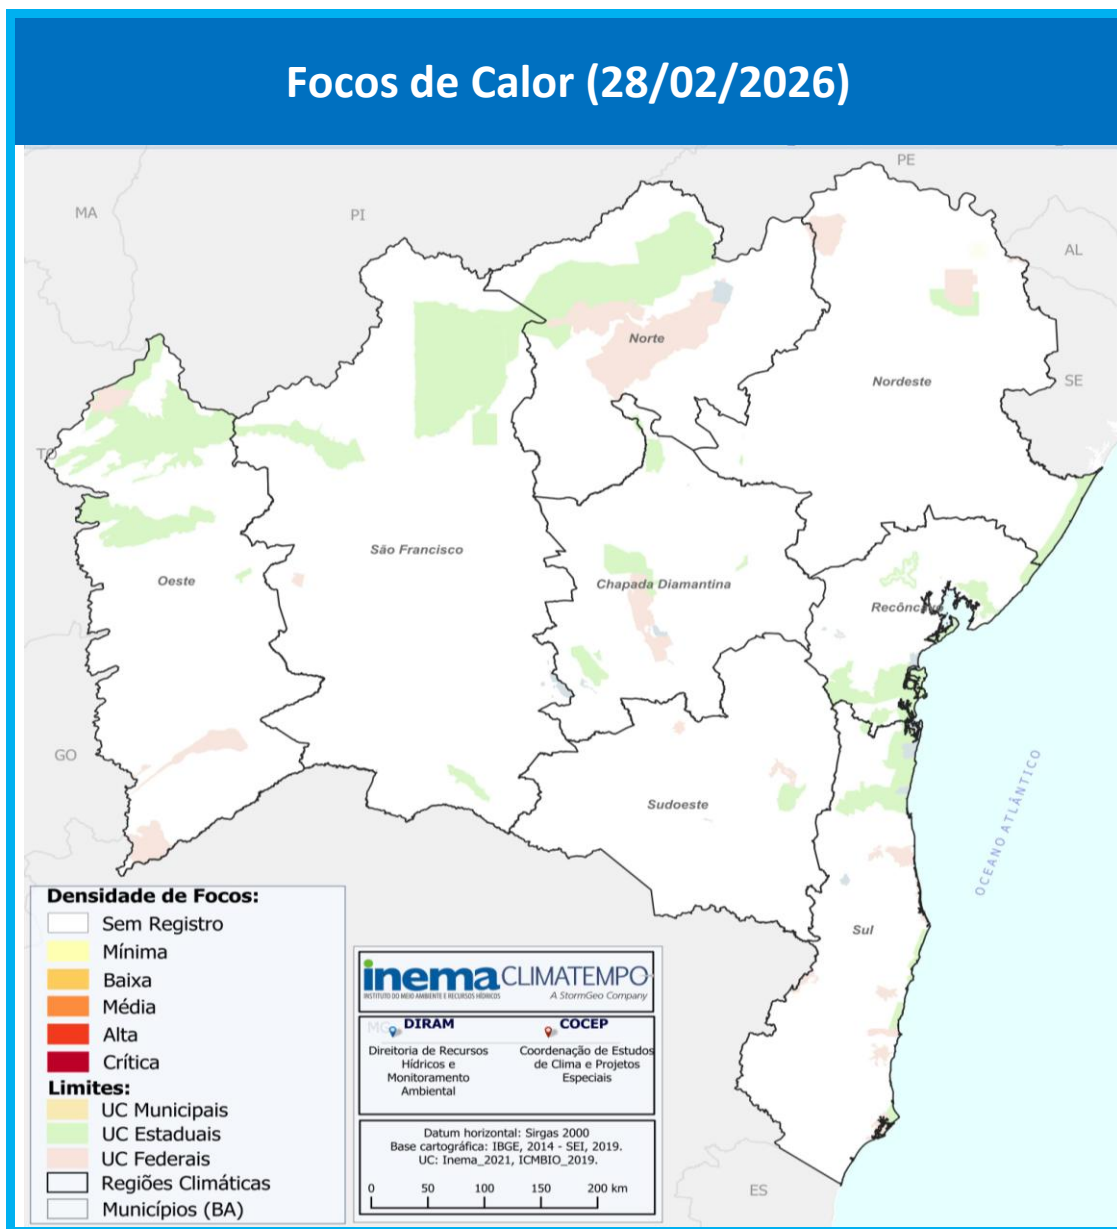 Focos de Calor (28/02/2026)
PE
MA
PI
AL
Norte
Nordeste
SE
TO
São Francisco
Oeste
Chapada Diamantina
Recôncavo
GO
OCEANO ATLÂNTICO
Sudoeste
Sul
Densidade de Focos:
Sem Registro
Mínima
Baixa
Média
Alta
Crítica
Limites:
UC Municipais
UC Estaduais
UC Federais
Regiões Climáticas
Municípios (BA)
inema CLIMATEMPO
INSTITUTO DO MEIO AMBIENTE E RECURSOS HÍDRICOS
A StormGeo Company
MG
DIRAM COCEP
Direitoria de Recursos
Hídricos e
Monitoramento
Ambiental
Coordenação de Estudos
de Clima e Projetos
Especiais
Datum horizontal: Sirgas 2000
Base cartográfica: IBGE, 2014 - SEI, 2019.
UC: Inema_2021, ICMBIO_2019.
0 50 100 150 200 km
ES